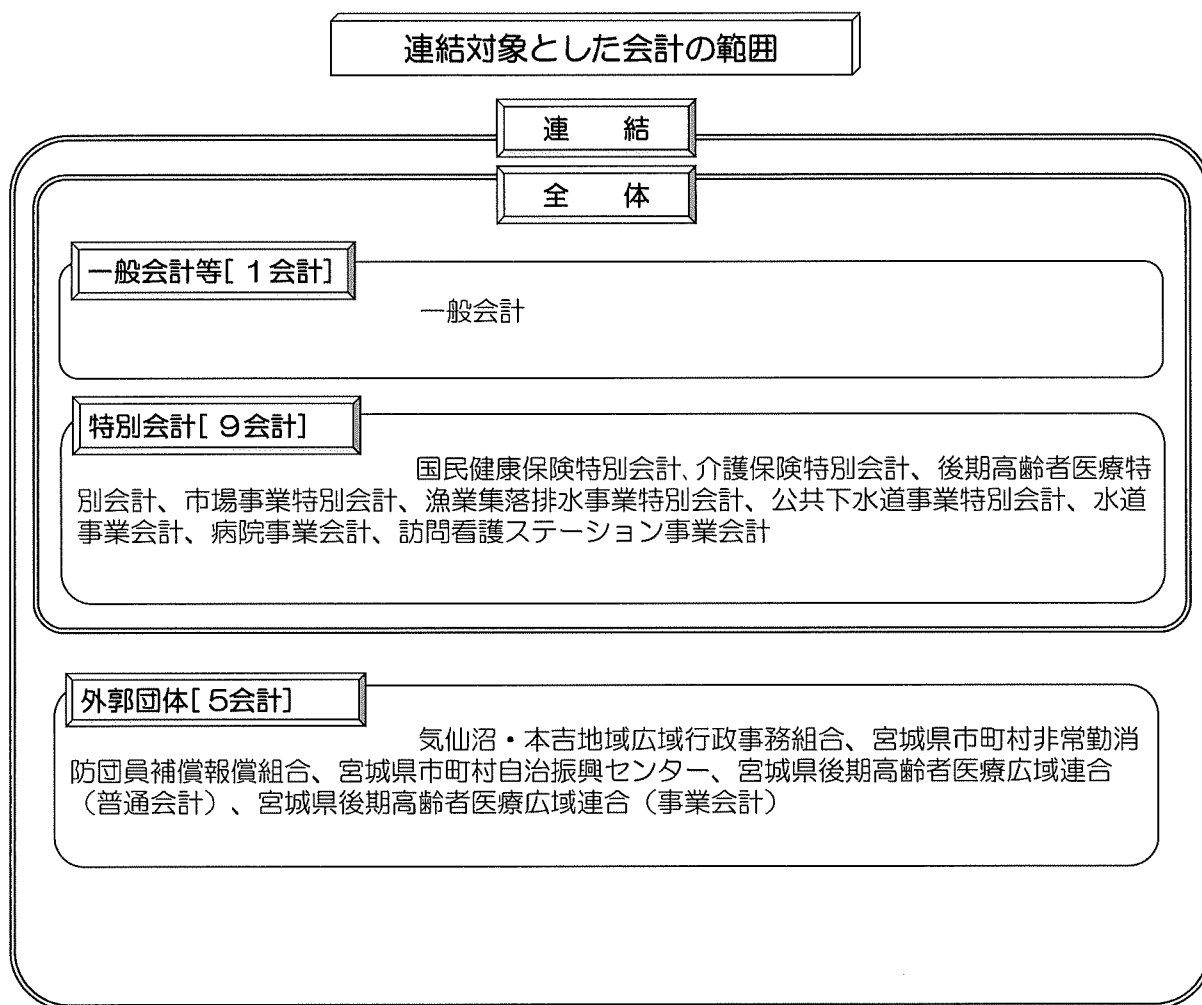 連結対象とした会計の範囲
連　結
全　体
一般会計等[ 1会計]
一般会計
特別会計[ 9会計]
国民健康保険特別会計、介護保険特別会計、後期高齢者医療特
別会計、市場事業特別会計、漁業集落排水事業特別会計、公共下水道事業特別会計、水道
事業会計、病院事業会計、訪問看護ステーション事業会計
外郭団体[ 5会計]
気仙沼・本吉地域広域行政事務組合、宮城県市町村非常勤消
防団員補償報償組合、宮城県市町村自治振興センター、宮城県後期高齢者医療広域連合
（普通会計）、宮城県後期高齢者医療広域連合（事業会計）